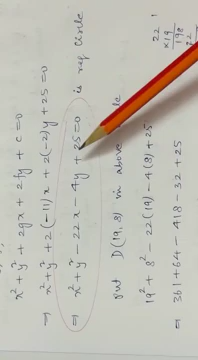 x² + y² + 2gx + 2fy + c = 0
⇒ x² + y² + 2(-11)x + 2(-2)y + 25 = 0
⇒ x² + y² - 22x - 4y + 25 = 0 is req circle
Put D(19, 8) in above
19² + 8² - 22(19) - 4(8) + 25
⇒ 361 + 64 - 418 - 32 + 25
22
× 19
198